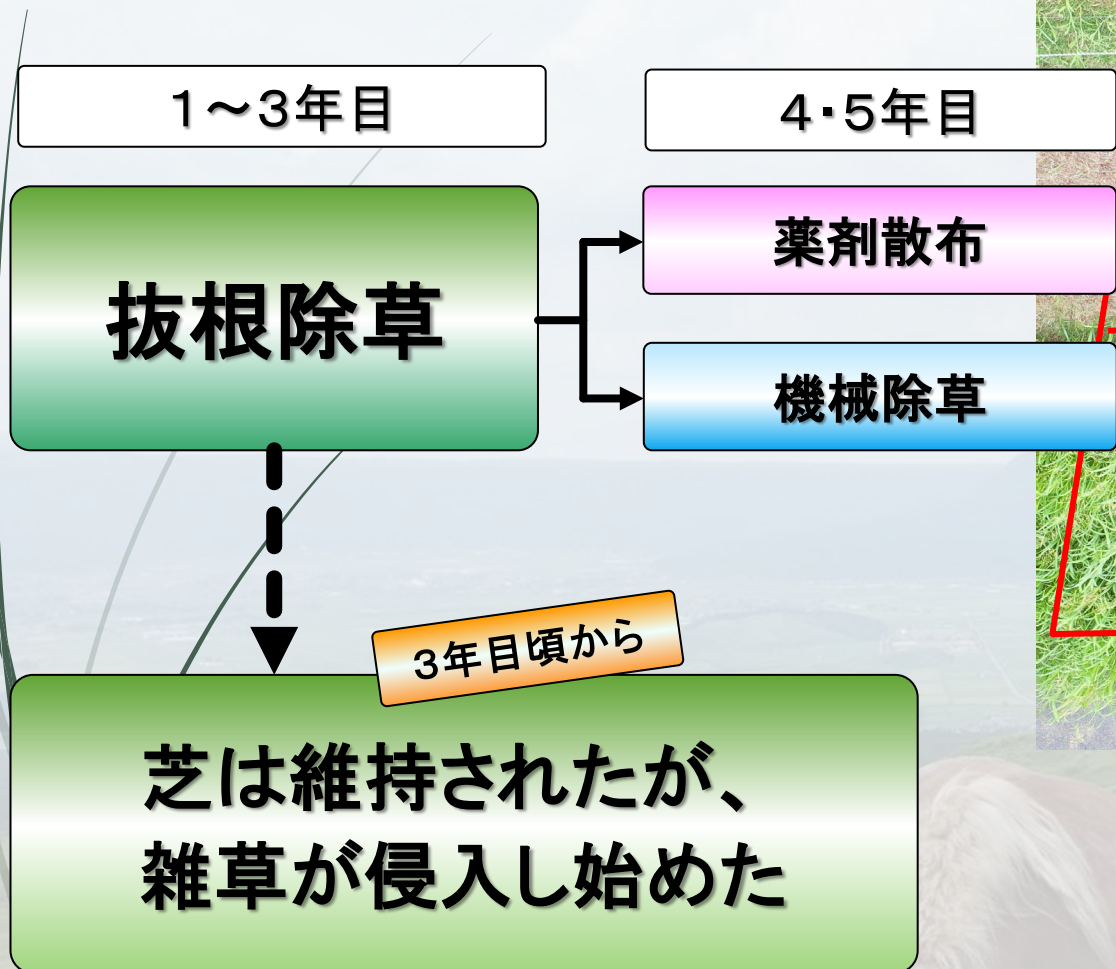 1～3年目
4・5年目
抜根除草
薬剤散布
機械除草
3年目頃から
芝は維持されたが、
雑草が侵入し始めた